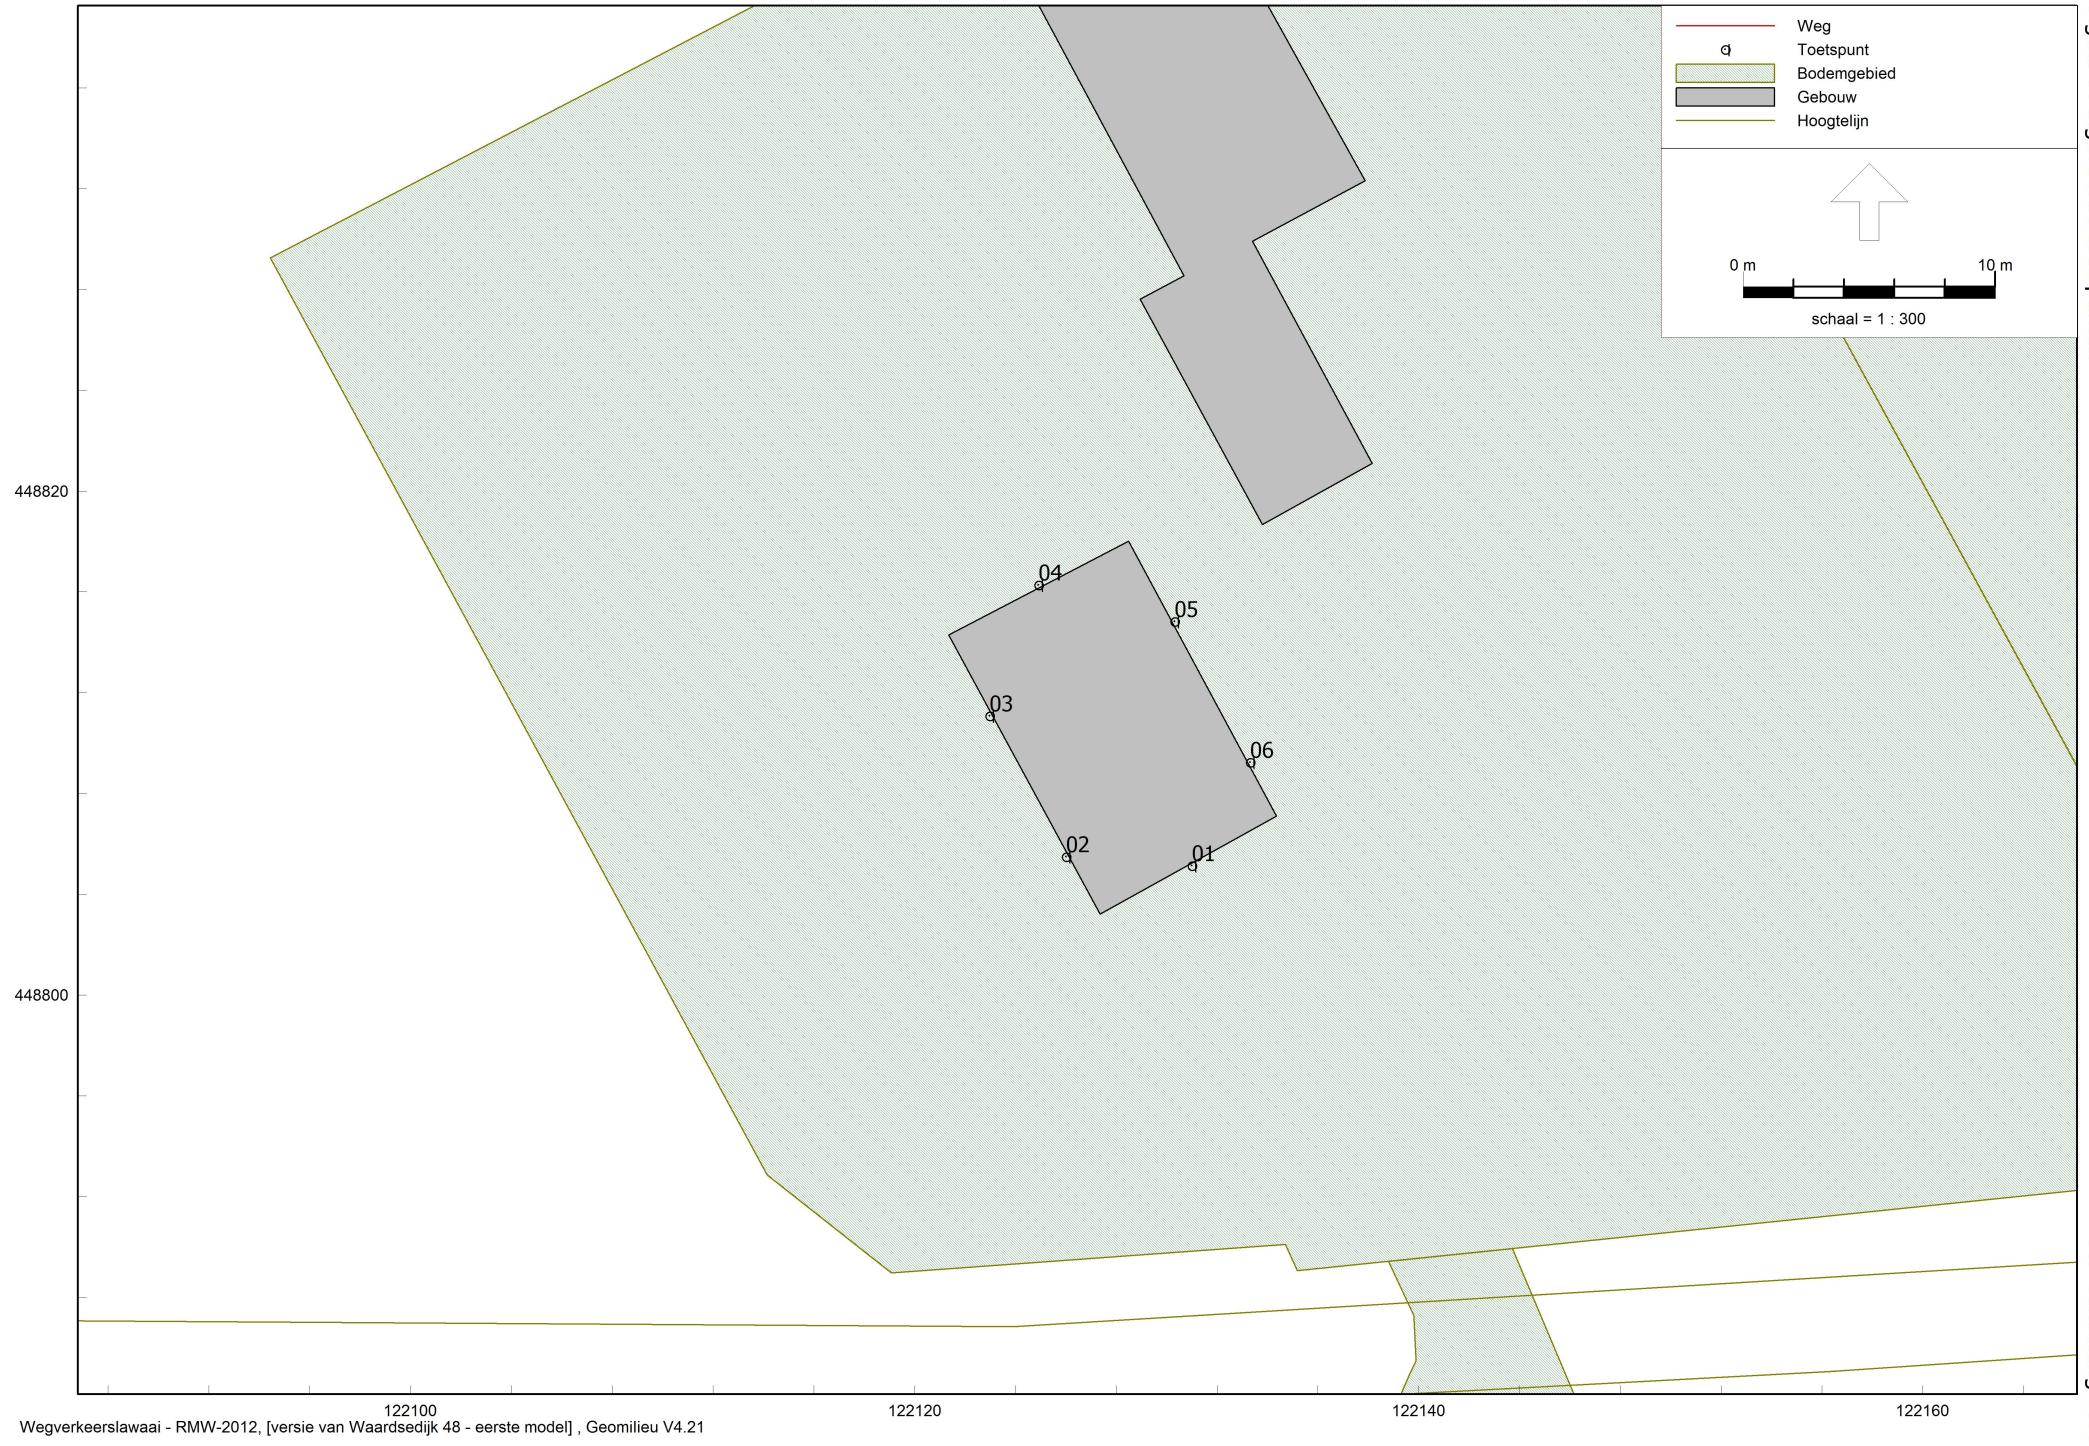 Weg
Toetspunt
Bodemgebied
Gebouw
Hoogtelijn
0 m 10 m
schaal = 1 : 300
448820
04
05
03
06
02
01
448800
122100 122120 122140 122160
Wegverkeerslawaai - RMW-2012, [versie van Waardsedijk 48 - eerste model] , Geomilieu V4.21